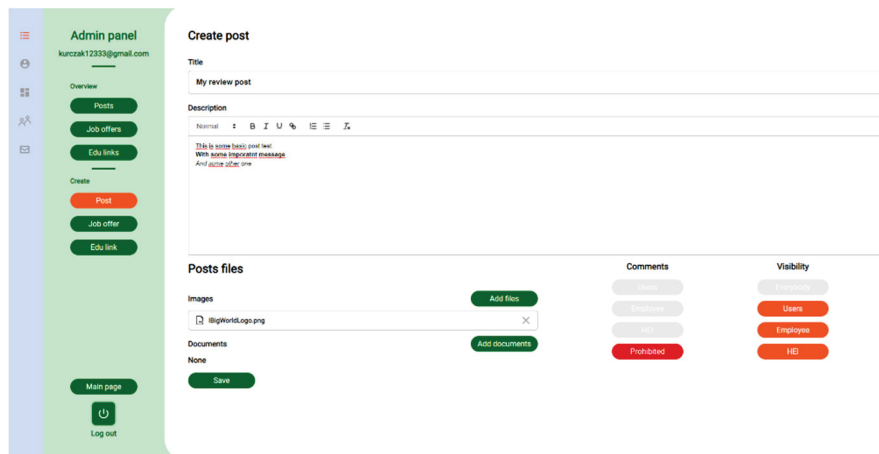 Admin panel
kurczak12333@gmail.com
Overview
Posts
Job offers
Edu links
Create
Post
Job offer
Edu link
Main page
Log out
Create post
Title
My review post
Description
Normal B I U
This is some basic post text
With some imporatnt message
And some other one
Posts files
Images
Add files
iBigWorldLogo.png
Documents
Add documents
None
Save
Comments
Users
Employee
HEI
Prohibited
Visibility
Everybody
Users
Employee
HEI